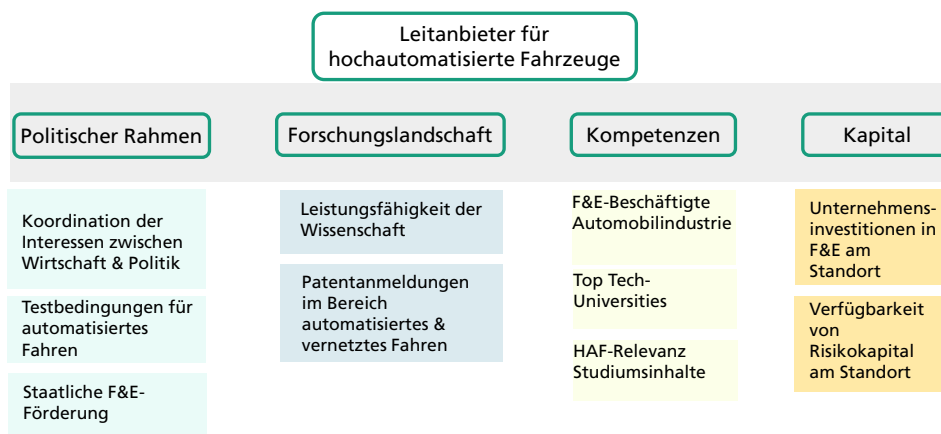 Leitanbieter für
hochautomatisierte Fahrzeuge
Politischer Rahmen
Forschungslandschaft
Kompetenzen
Kapital
Koordination der
Interessen zwischen
Wirtschaft & Politik
Testbedingungen für
automatisiertes
Fahren
Staatliche F&E-
Förderung
Leistungsfähigkeit der
Wissenschaft
Patentanmeldungen
im Bereich
automatisiertes &
vernetztes Fahren
F&E-Beschäftigte
Automobilindustrie
Top Tech-
Universities
HAF-Relevanz
Studiumsinhalte
Unternehmens-
investitionen in
F&E am
Standort
Verfügbarkeit
von
Risikokapital
am Standort